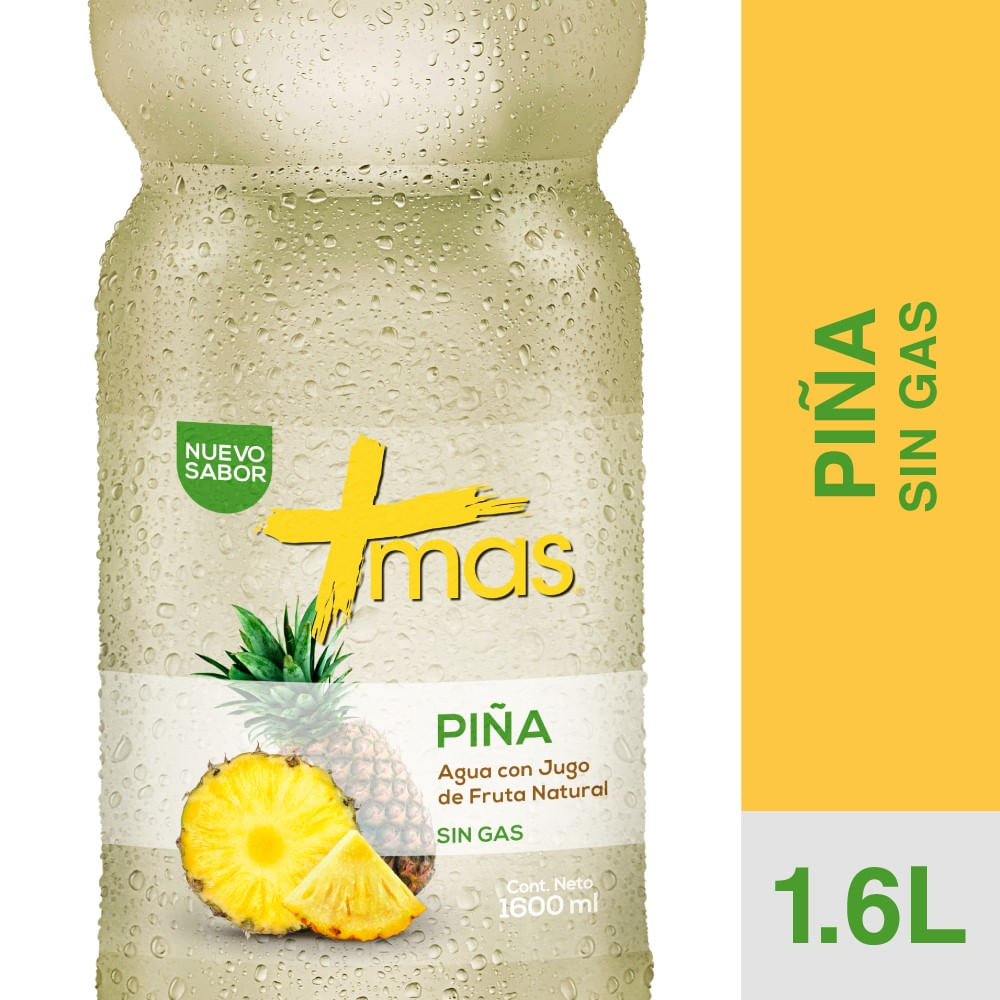 NUEVO
SABOR
mas®
PIÑA
Agua con Jugo
de Fruta Natural
SIN GAS
Cont. Neto
1600 ml
PIÑA
SIN GAS
1.6L